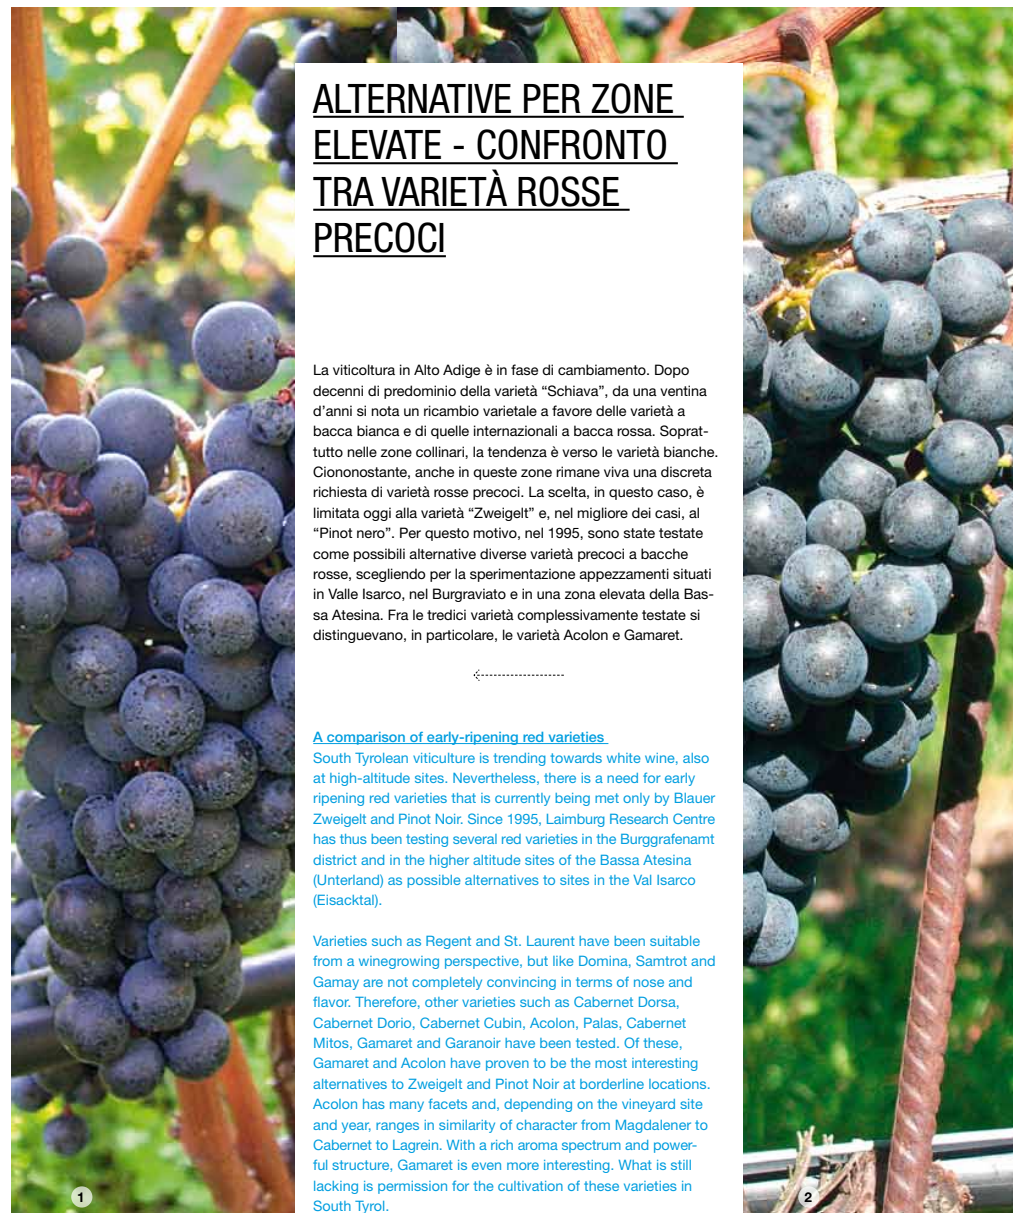 ALTERNATIVE PER ZONE
ELEVATE - CONFRONTO
TRA VARIETÀ ROSSE
PRECOCI
La viticoltura in Alto Adige è in fase di cambiamento. Dopo
decenni di predominio della varietà “Schiava”, da una ventina
d’anni si nota un ricambio varietale a favore delle varietà a
bacca bianca e di quelle internazionali a bacca rossa. Soprat-
tutto nelle zone collinari, la tendenza è verso le varietà bianche.
Ciononostante, anche in queste zone rimane viva una discreta
richiesta di varietà rosse precoci. La scelta, in questo caso, è
limitata oggi alla varietà “Zweigelt” e, nel migliore dei casi, al
“Pinot nero”. Per questo motivo, nel 1995, sono state testate
come possibili alternative diverse varietà precoci a bacche
rosse, scegliendo per la sperimentazione appezzamenti situati
in Valle Isarco, nel Burgraviato e in una zona elevata della Bas-
sa Atesina. Fra le tredici varietà complessivamente testate si
distinguevano, in particolare, le varietà Acolon e Gamaret.
A comparison of early-ripening red varieties
South Tyrolean viticulture is trending towards white wine, also
at high-altitude sites. Nevertheless, there is a need for early
ripening red varieties that is currently being met only by Blauer
Zweigelt and Pinot Noir. Since 1995, Laimburg Research Centre
has thus been testing several red varieties in the Burggrafenamt
district and in the higher altitude sites of the Bassa Atesina
(Unterland) as possible alternatives to sites in the Val Isarco
(Eisacktal).
Varieties such as Regent and St. Laurent have been suitable
from a winegrowing perspective, but like Domina, Samtrot and
Gamay are not completely convincing in terms of nose and
flavor. Therefore, other varieties such as Cabernet Dorsa,
Cabernet Dorio, Cabernet Cubin, Acolon, Palas, Cabernet
Mitos, Gamaret and Garanoir have been tested. Of these,
Gamaret and Acolon have proven to be the most interesting
alternatives to Zweigelt and Pinot Noir at borderline locations.
Acolon has many facets and, depending on the vineyard site
and year, ranges in similarity of character from Magdalener to
Cabernet to Lagrein. With a rich aroma spectrum and power-
ful structure, Gamaret is even more interesting. What is still
lacking is permission for the cultivation of these varieties in
South Tyrol.
1
2